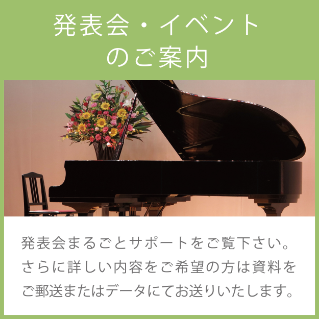 発表会・イベント
のご案内
発表会まるごとサポートをご覧下さい。
さらに詳しい内容をご希望の方は資料を
ご郵送またはデータにてお送りいたします。